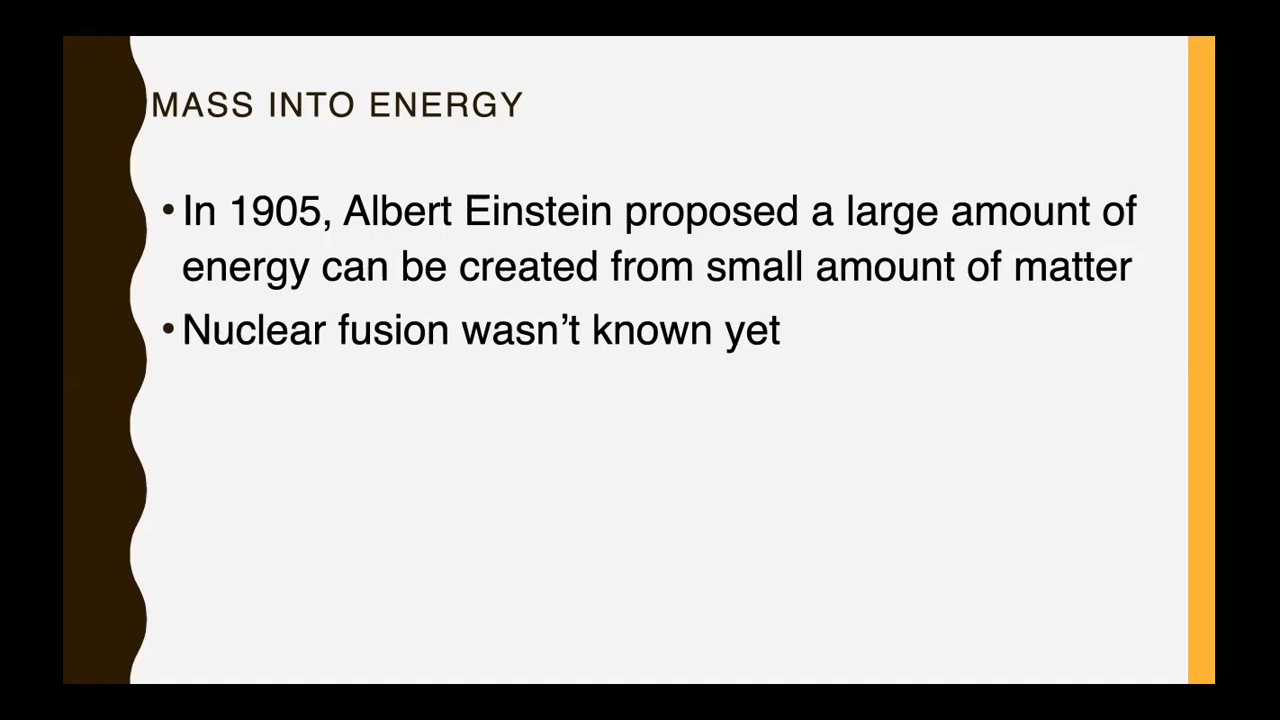 MASS INTO ENERGY
•In 1905, Albert Einstein proposed a large amount of
energy can be created from small amount of matter
•Nuclear fusion wasn’t known yet